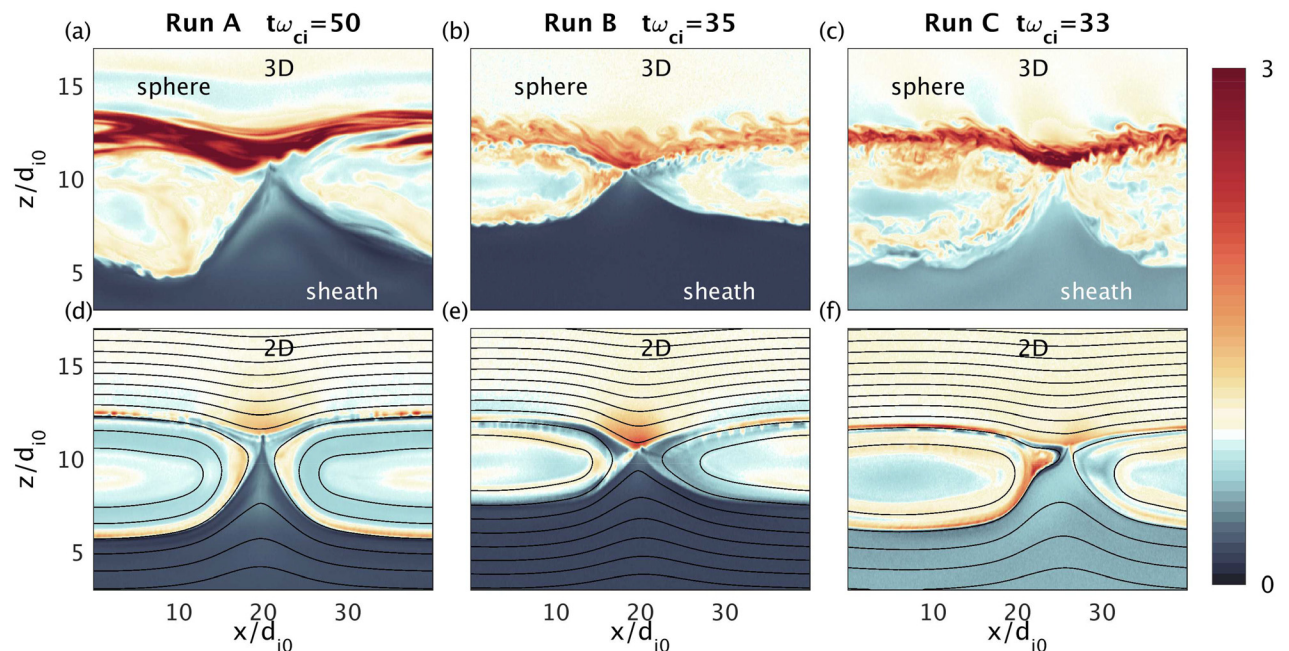 Run A tω_ci=50
Run B tω_ci=35
Run C tω_ci=33
(a)
3D
sphere
sheath
(b)
3D
sphere
sheath
(c)
3D
sphere
sheath
z/d_i0
15
10
5
3
0
(d)
2D
(e)
2D
(f)
2D
z/d_i0
15
10
5
10 20 30
10 20 30
10 20 30
x/d_i0
x/d_i0
x/d_i0